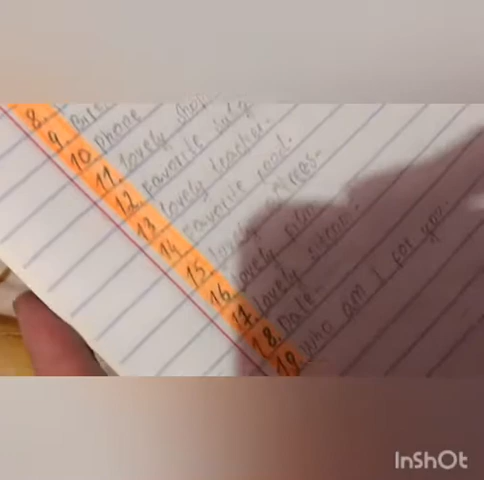 8.
9.
10 phone
11 lovely shop
12. Favorite
13 lovely teacher.
14 Favorite food.
15. lovely
16 lovely film
17. lovely
18. Date-
19. Who am I for you.
InShOt